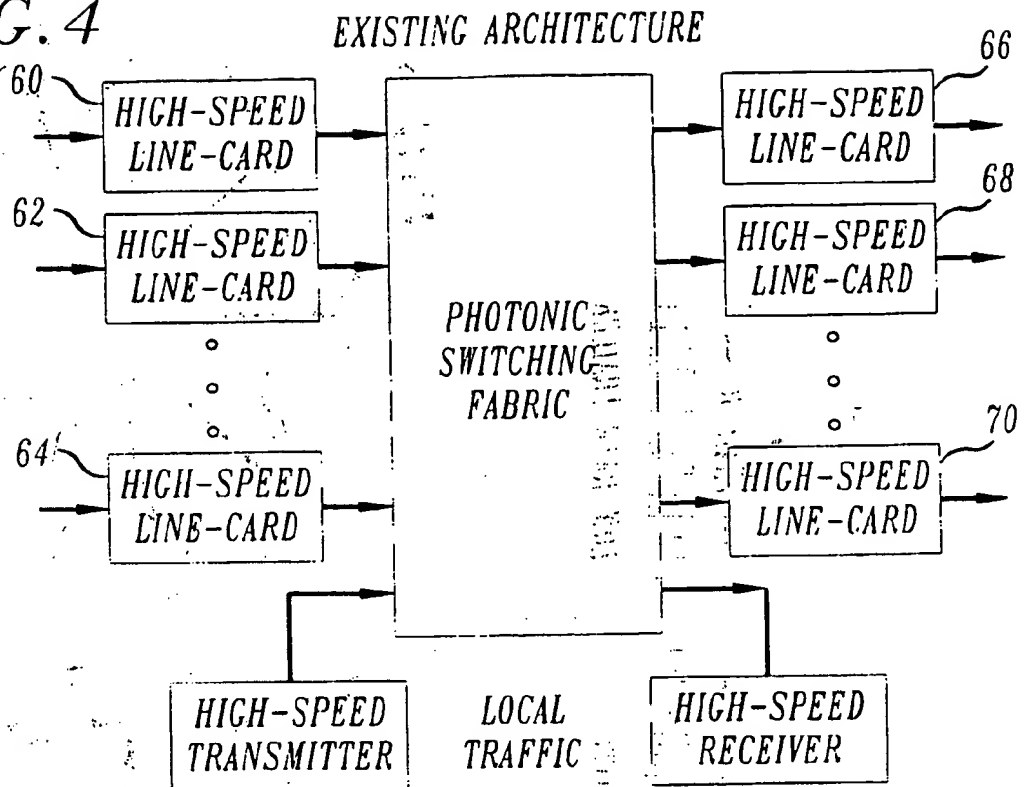 G. 4
EXISTING ARCHITECTURE
60
HIGH-SPEED
LINE-CARD
66
HIGH-SPEED
LINE-CARD
62
HIGH-SPEED
LINE-CARD
68
HIGH-SPEED
LINE-CARD
PHOTONIC
SWITCHING
FABRIC
64
HIGH-SPEED
LINE-CARD
70
HIGH-SPEED
LINE-CARD
HIGH-SPEED
TRANSMITTER
LOCAL
TRAFFIC
HIGH-SPEED
RECEIVER